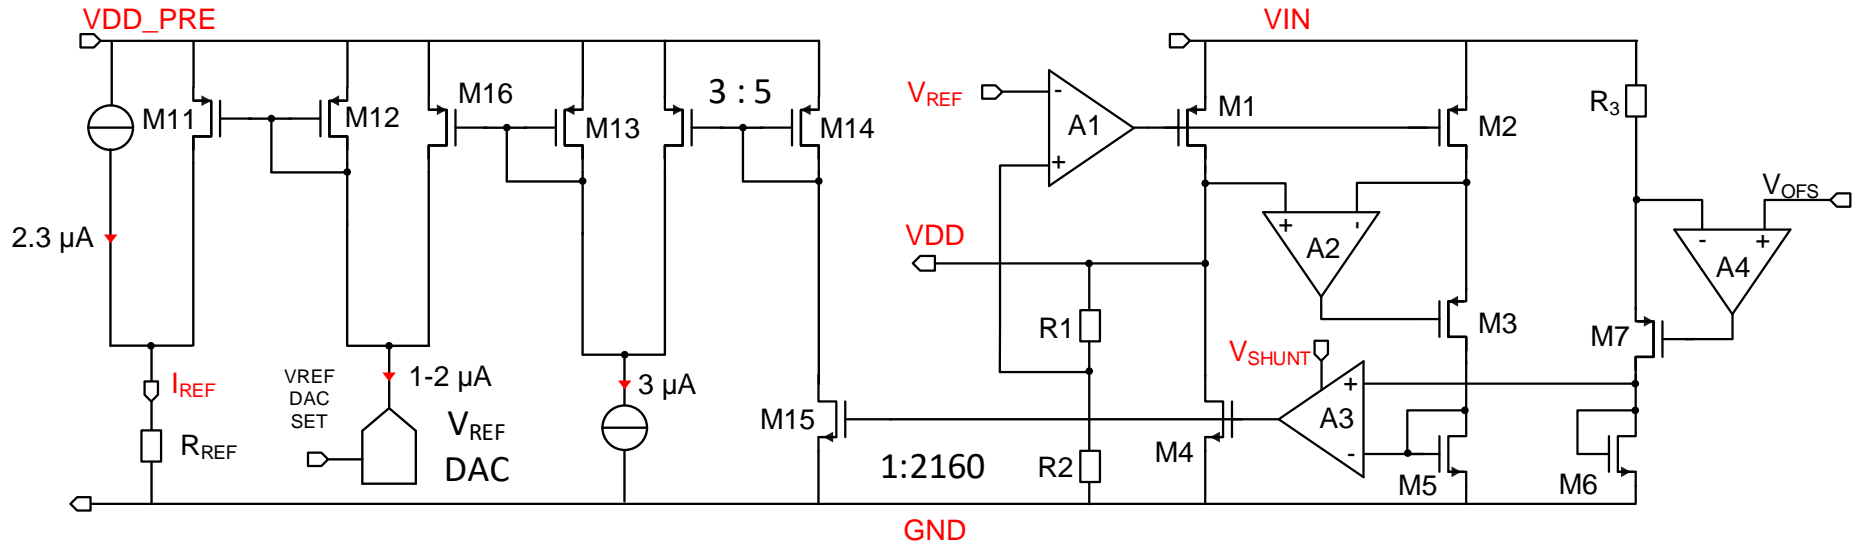 VDD_PRE
VIN
M11
M12
M16
M13
3 : 5
M14
VREF
-
A1
+
M1
M2
R3
2.3 µA
VDD
+
-
A2
VOFS
-
+
A4
IREF
RREF
VREF
DAC
SET
1-2 µA
VREF
DAC
3 µA
M15
R1
R2
1:2160
M4
VSHUNT
+
A3
-
M3
M5
M7
M6
GND